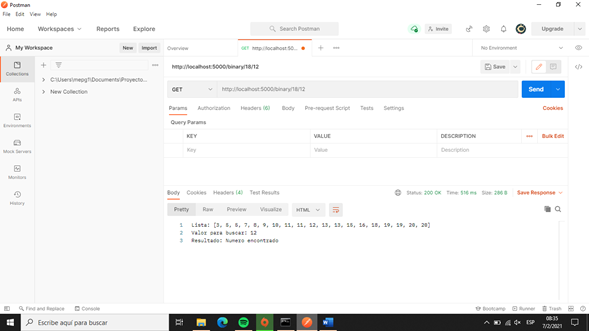 Postman
File Edit View Help
Home Workspaces Reports Explore Search Postman Invite Upgrade
My Workspace New Import Overview GET http://localhost:50... No Environment
Collections
C:\Users\mepg1\Documents\Proyecto...
New Collection
APIs
Environments
Mock Servers
Monitors
History
http://localhost:5000/binary/18/12 Save
GET http://localhost:5000/binary/18/12 Send
Params Authorization Headers (6) Body Pre-request Script Tests Settings Cookies
Query Params
KEY VALUE DESCRIPTION Bulk Edit
Key Value Description
Body Cookies Headers (4) Test Results Status: 200 OK Time: 516 ms Size: 286 B Save Response
Pretty Raw Preview Visualize HTML
1 Lista: [3, 5, 5, 7, 8, 9, 10, 11, 11, 12, 13, 13, 15, 16, 18, 19, 19, 20, 20]
2 Valor para buscar: 12
3 Resultado: Numero encontrado
Find and Replace Console Bootcamp Runner Trash
Escribe aquí para buscar ESP 08:35
7/2/2021